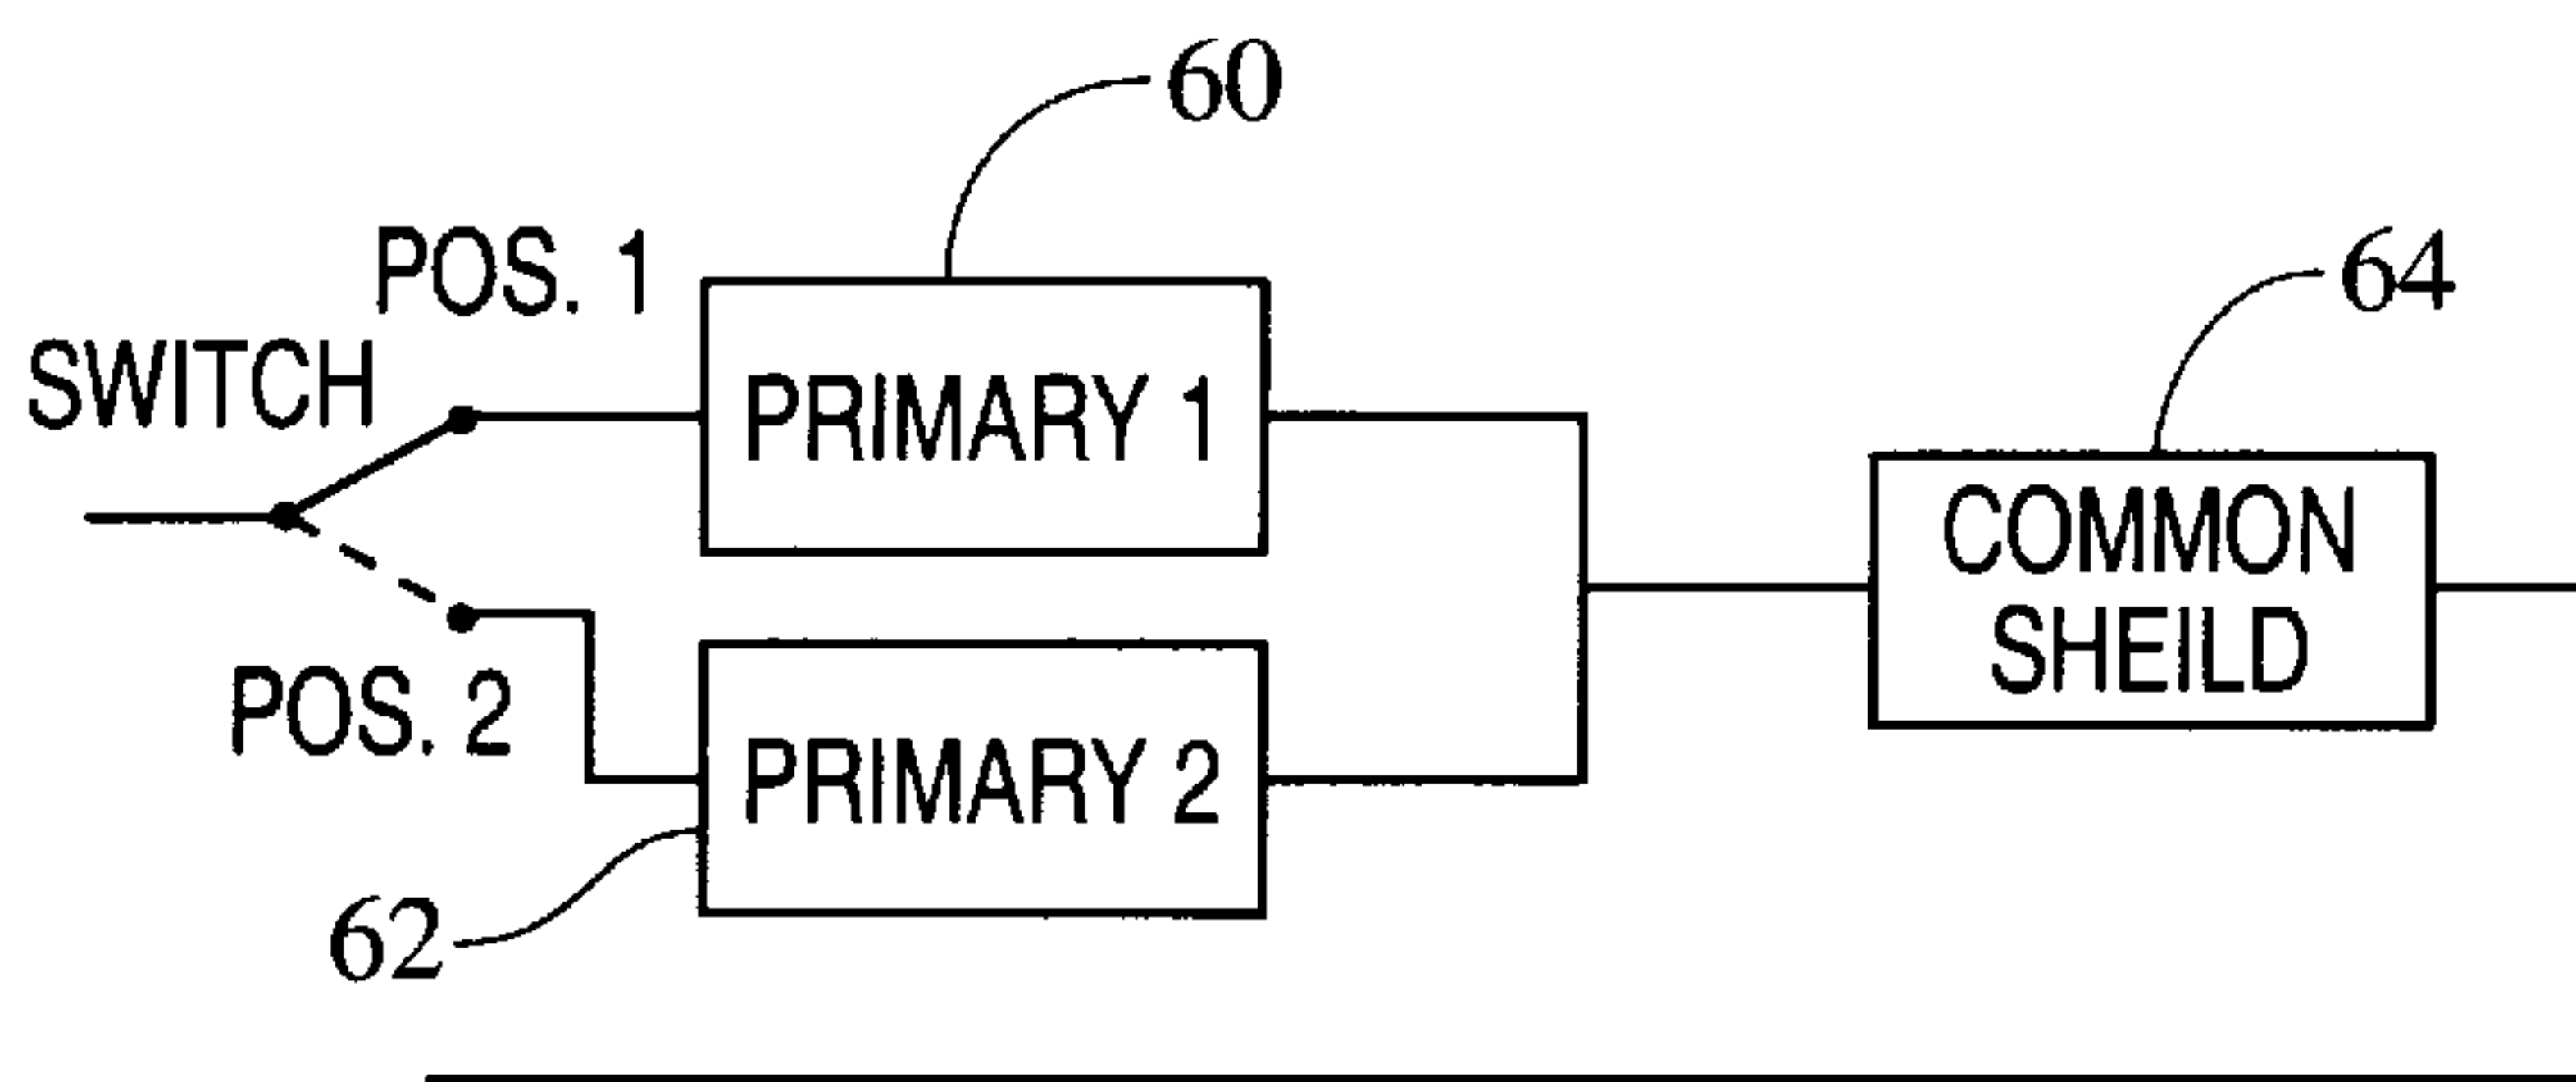 60
POS. 1
64
SWITCH
PRIMARY 1
COMMON
SHEILD
POS. 2
PRIMARY 2
62